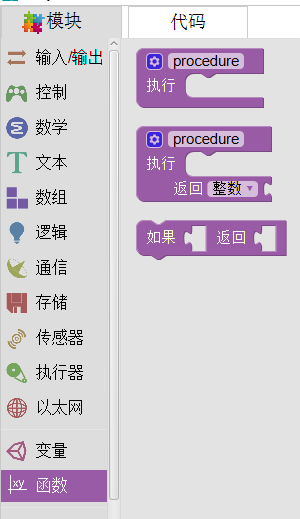 模块
代码
输入/输出
控制
数学
文本
数组
逻辑
通信
存储
传感器
执行器
以太网
变量
xy 函数
procedure
执行
procedure
执行
返回 整数
如果 返回